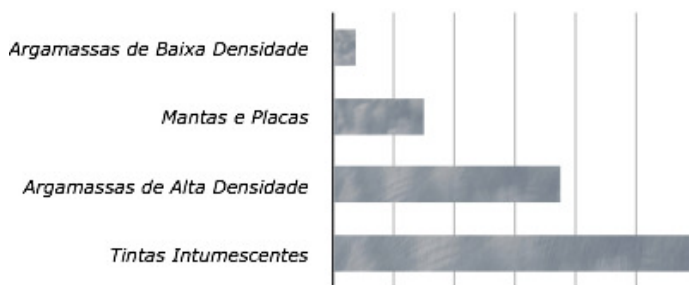 Argamassas de Baixa Densidade
Mantas e Placas
Argamassas de Alta Densidade
Tintas Intumescentes